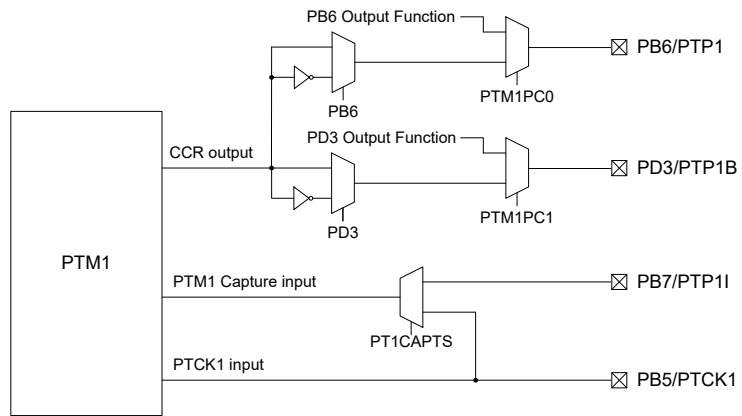 PB6 Output Function
PB6/PTP1
PB6
PTM1PC0
CCR output
PD3 Output Function
PD3/PTP1B
PD3
PTM1PC1
PTM1
PTM1 Capture input
PB7/PTP1I
PT1CAPTS
PTCK1 input
PB5/PTCK1